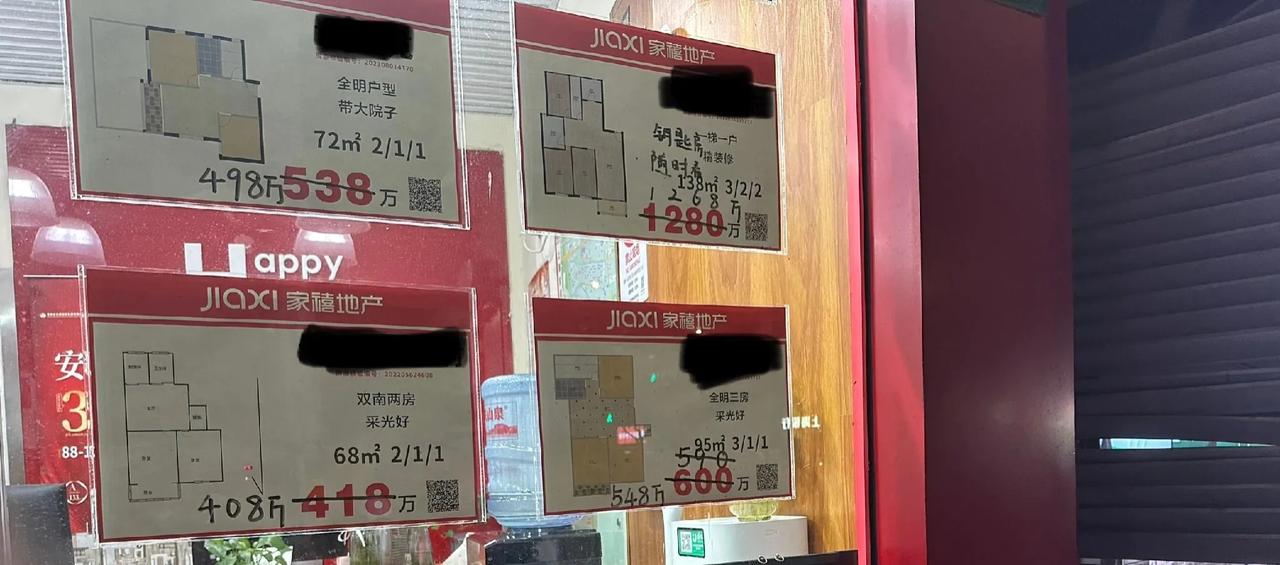 全明户型
带大院子
72㎡ 2/1/1
498万 538 万
JIAXI 家禧地产
钥匙房 一梯一户
随时看
138㎡ 3/2/2
1268万
1280 万
Happy
JIAXI 家禧地产
双南两房
采光好
68㎡ 2/1/1
408万 418 万
JIAXI 家禧地产
全明三房
采光好
95㎡ 3/1/1
590
548万 600 万
安
3